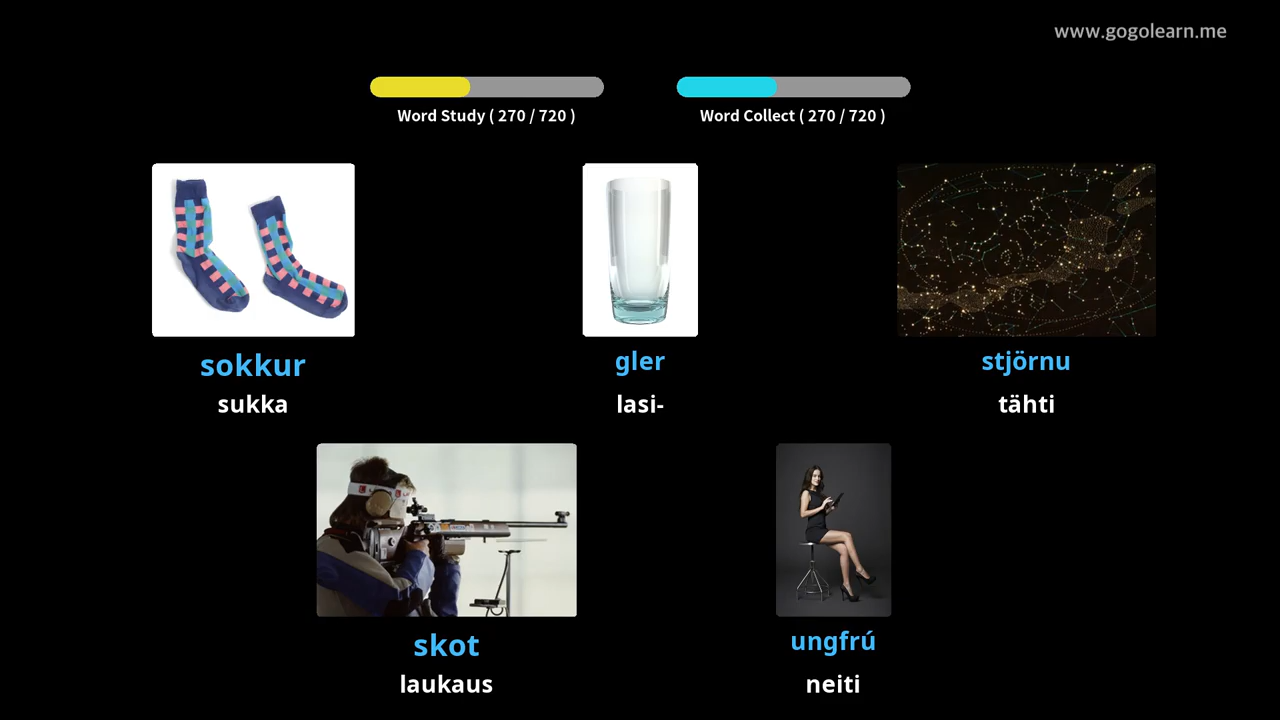 www.gogolearn.me
Word Study ( 270 / 720 )
Word Collect ( 270 / 720 )
sokkur
sukka
gler
lasi-
stjörnu
tähti
skot
laukaus
ungfrú
neiti